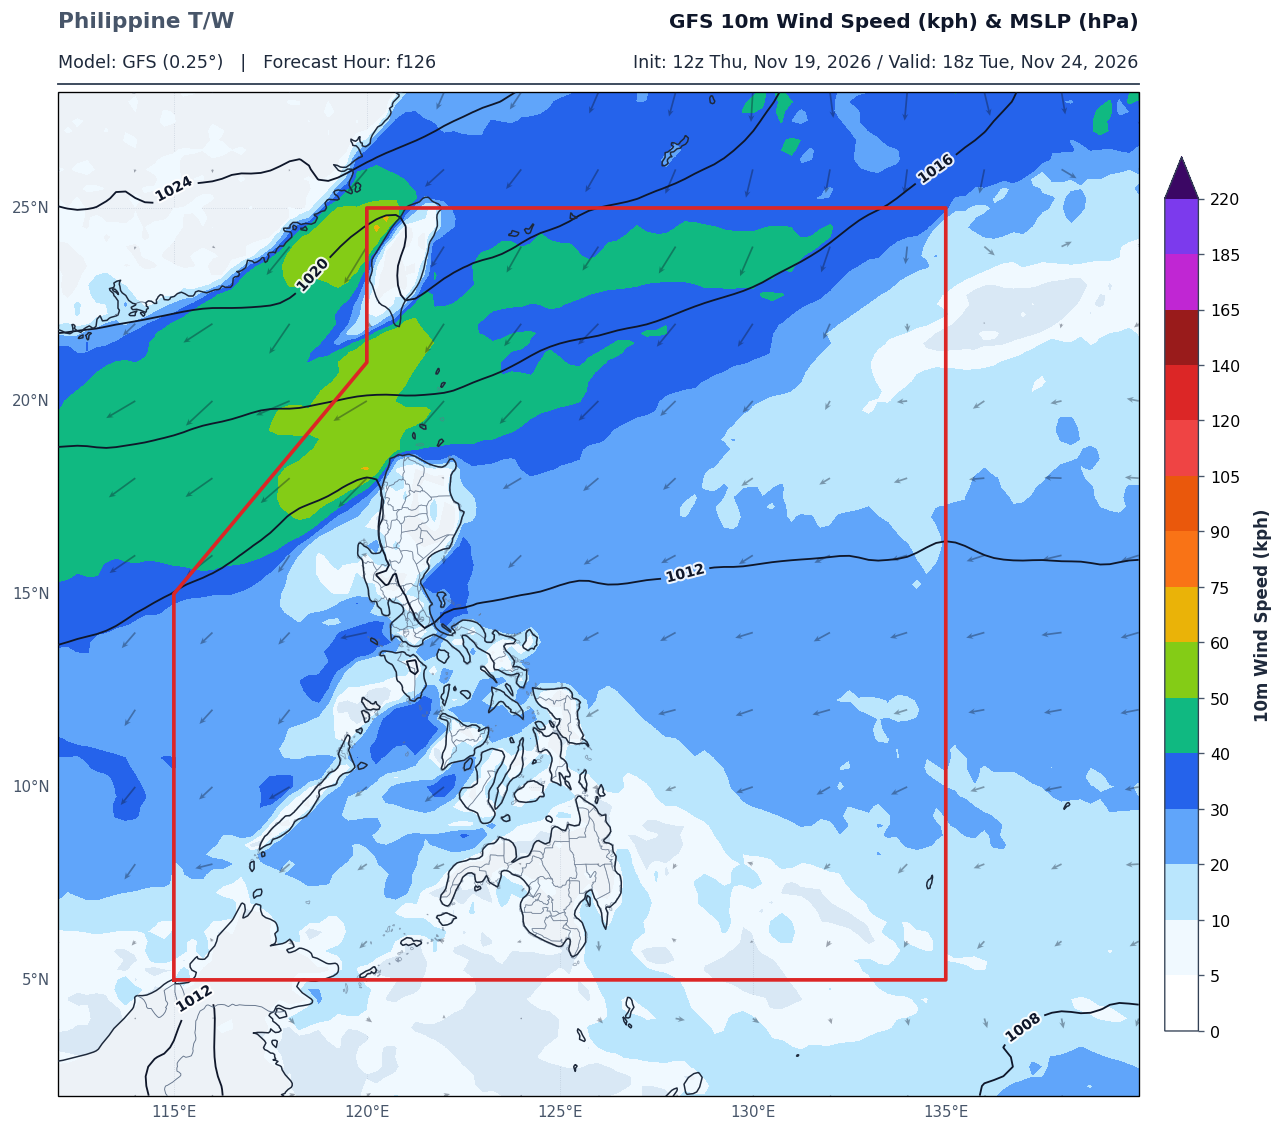 Philippine T/W
GFS 10m Wind Speed (kph) & MSLP (hPa)
Model: GFS (0.25°) | Forecast Hour: f126
Init: 12z Thu, Nov 19, 2026 / Valid: 18z Tue, Nov 24, 2026
1024
1016
1020
1012
1012
1008
25°N
20°N
15°N
10°N
5°N
115°E
120°E
125°E
130°E
135°E
220
185
165
140
120
105
90
75
60
50
40
30
20
10
5
0
10m Wind Speed (kph)